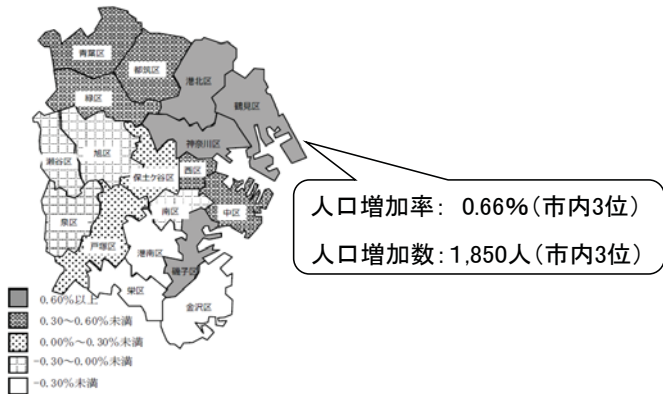 青葉区
都筑区
港北区
緑区
鶴見区
神奈川区
瀬谷区
旭区
保土ケ谷区
西区
泉区
南区
中区
戸塚区
港南区
磯子区
栄区
金沢区
人口増加率： 0.66%（市内3位）
人口増加数：1,850人（市内3位）
0.60%以上
0.30～0.60%未満
0.00%～0.30%未満
-0.30～0.00%未満
-0.30%未満